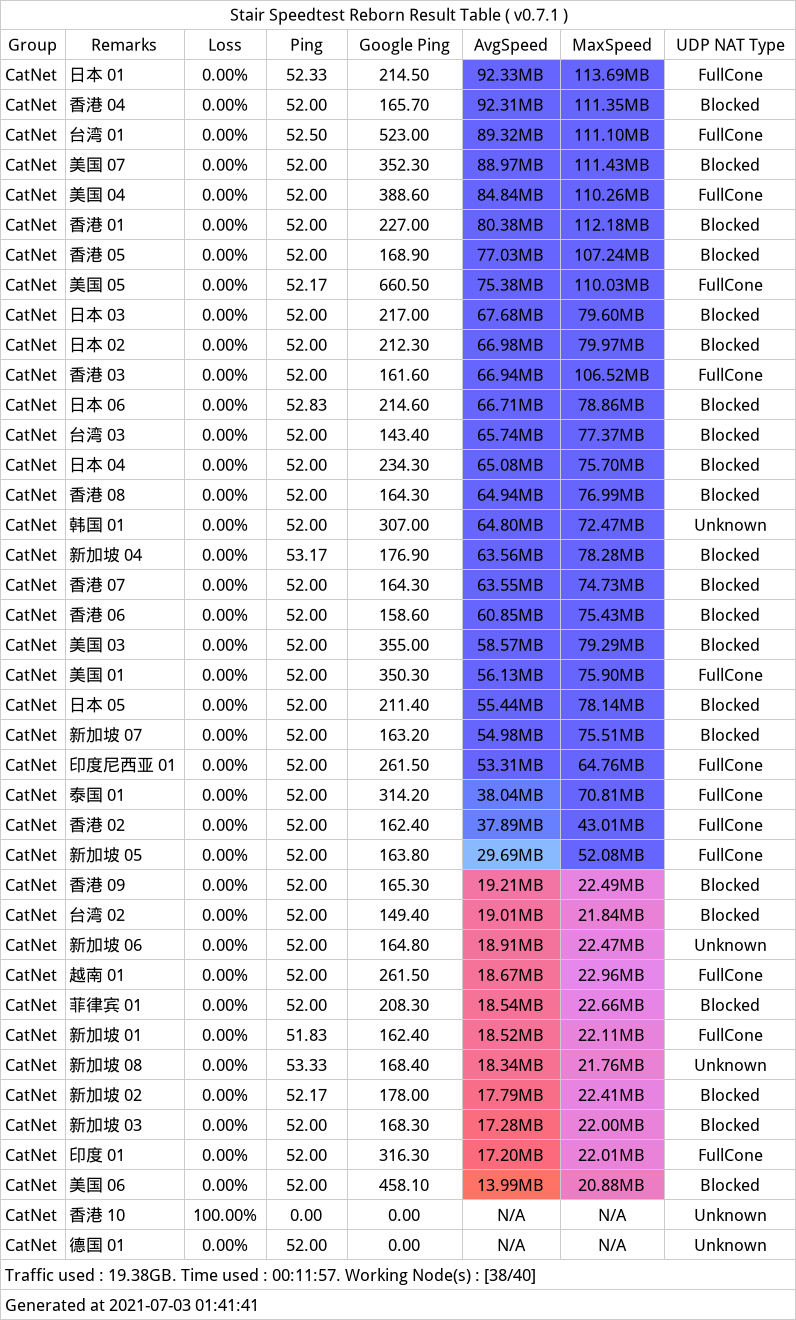 Stair Speedtest Reborn Result Table ( v0.7.1 )
Group Remarks Loss Ping Google Ping AvgSpeed MaxSpeed UDP NAT Type
CatNet 日本 01 0.00% 52.33 214.50 92.33MB 113.69MB FullCone
CatNet 香港 04 0.00% 52.00 165.70 92.31MB 111.35MB Blocked
CatNet 台湾 01 0.00% 52.50 523.00 89.32MB 111.10MB FullCone
CatNet 美国 07 0.00% 52.00 352.30 88.97MB 111.43MB Blocked
CatNet 美国 04 0.00% 52.00 388.60 84.84MB 110.26MB FullCone
CatNet 香港 01 0.00% 52.00 227.00 80.38MB 112.18MB Blocked
CatNet 香港 05 0.00% 52.00 168.90 77.03MB 107.24MB Blocked
CatNet 美国 05 0.00% 52.17 660.50 75.38MB 110.03MB FullCone
CatNet 日本 03 0.00% 52.00 217.00 67.68MB 79.60MB Blocked
CatNet 日本 02 0.00% 52.00 212.30 66.98MB 79.97MB Blocked
CatNet 香港 03 0.00% 52.00 161.60 66.94MB 106.52MB FullCone
CatNet 日本 06 0.00% 52.83 214.60 66.71MB 78.86MB Blocked
CatNet 台湾 03 0.00% 52.00 143.40 65.74MB 77.37MB Blocked
CatNet 日本 04 0.00% 52.00 234.30 65.08MB 75.70MB Blocked
CatNet 香港 08 0.00% 52.00 164.30 64.94MB 76.99MB Blocked
CatNet 韩国 01 0.00% 52.00 307.00 64.80MB 72.47MB Unknown
CatNet 新加坡 04 0.00% 53.17 176.90 63.56MB 78.28MB Blocked
CatNet 香港 07 0.00% 52.00 164.30 63.55MB 74.73MB Blocked
CatNet 香港 06 0.00% 52.00 158.60 60.85MB 75.43MB Blocked
CatNet 美国 03 0.00% 52.00 355.00 58.57MB 79.29MB Blocked
CatNet 美国 01 0.00% 52.00 350.30 56.13MB 75.90MB FullCone
CatNet 日本 05 0.00% 52.00 211.40 55.44MB 78.14MB Blocked
CatNet 新加坡 07 0.00% 52.00 163.20 54.98MB 75.51MB Blocked
CatNet 印度尼西亚 01 0.00% 52.00 261.50 53.31MB 64.76MB FullCone
CatNet 泰国 01 0.00% 52.00 314.20 38.04MB 70.81MB FullCone
CatNet 香港 02 0.00% 52.00 162.40 37.89MB 43.01MB FullCone
CatNet 新加坡 05 0.00% 52.00 163.80 29.69MB 52.08MB FullCone
CatNet 香港 09 0.00% 52.00 165.30 19.21MB 22.49MB Blocked
CatNet 台湾 02 0.00% 52.00 149.40 19.01MB 21.84MB Blocked
CatNet 新加坡 06 0.00% 52.00 164.80 18.91MB 22.47MB Unknown
CatNet 越南 01 0.00% 52.00 261.50 18.67MB 22.96MB FullCone
CatNet 菲律宾 01 0.00% 52.00 208.30 18.54MB 22.66MB Blocked
CatNet 新加坡 01 0.00% 51.83 162.40 18.52MB 22.11MB FullCone
CatNet 新加坡 08 0.00% 53.33 168.40 18.34MB 21.76MB Unknown
CatNet 新加坡 02 0.00% 52.17 178.00 17.79MB 22.41MB Blocked
CatNet 新加坡 03 0.00% 52.00 168.30 17.28MB 22.00MB Blocked
CatNet 印度 01 0.00% 52.00 316.30 17.20MB 22.01MB FullCone
CatNet 美国 06 0.00% 52.00 458.10 13.99MB 20.88MB Blocked
CatNet 香港 10 100.00% 0.00 0.00 N/A N/A Unknown
CatNet 德国 01 0.00% 52.00 0.00 N/A N/A Unknown
Traffic used : 19.38GB. Time used : 00:11:57. Working Node(s) : [38/40]
Generated at 2021-07-03 01:41:41